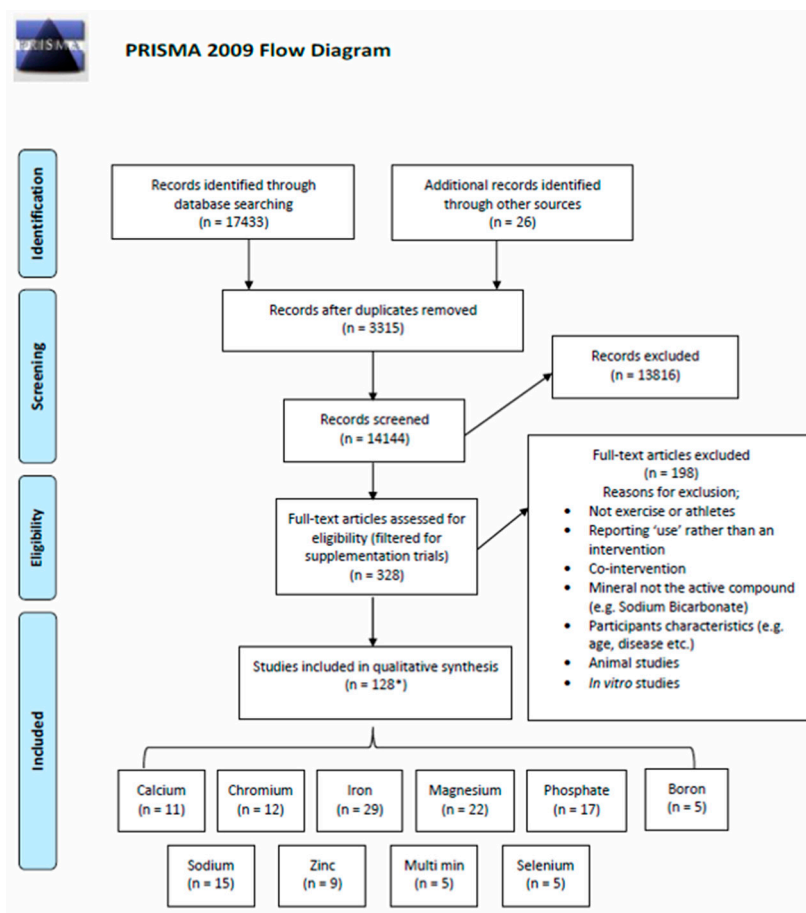 PRISMA
PRISMA 2009 Flow Diagram
Identification
Records identified through
database searching
(n = 17433)
Additional records identified
through other sources
(n = 26)
Screening
Records after duplicates removed
(n = 3315)
Records excluded
(n = 13816)
Records screened
(n = 14144)
Eligibility
Full-text articles assessed for
eligibility (filtered for
supplementation trials)
n = 328)
Full-text articles excluded
(n = 198)
Reasons for exclusion;
• Not exercise or athletes
• Reporting 'use' rather than an
intervention
• Co-intervention
• Mineral not the active compound
(e.g. Sodium Bicarbonate)
• Participants characteristics (e.g.
age, disease etc.)
• Animal studies
• In vitro studies
Included
Studies included in qualitative synthesis
(n = 128*)
Calcium
(n = 11)
Chromium
(n = 12)
Iron
(n = 29)
Magnesium
(n = 22)
Phosphate
(n = 17)
Boron
(n = 5)
Sodium
(n = 15)
Zinc
(n = 9)
Multi min
(n = 5)
Selenium
(n = 5)